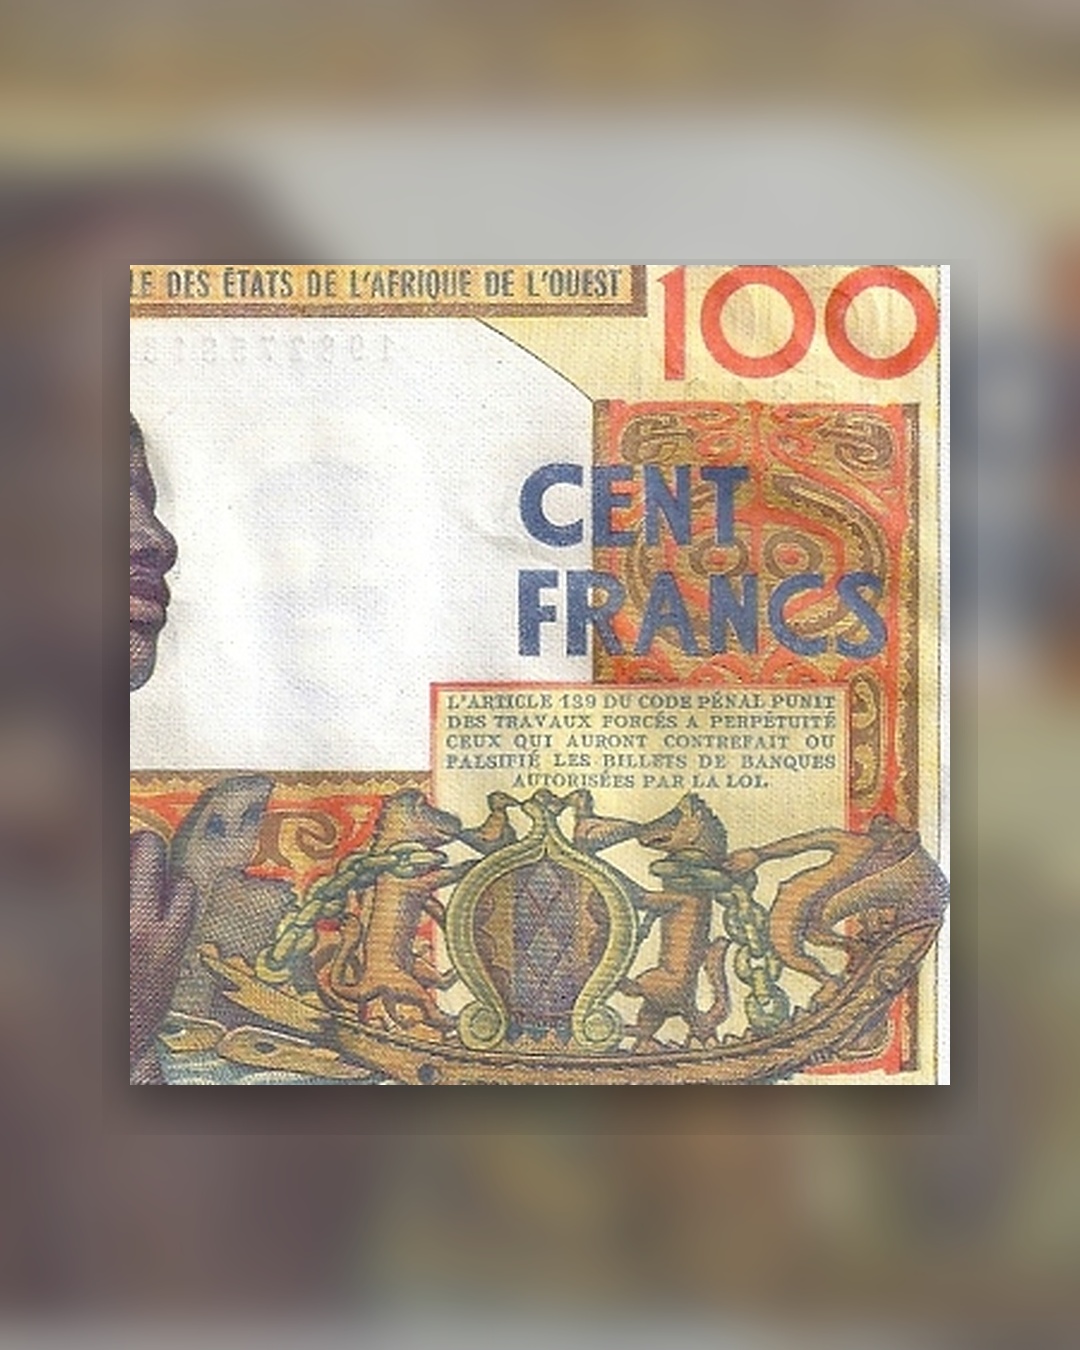 LE DES ÉTATS DE L'AFRIQUE DE L'OUEST
100
CENT
FRANCS
L'ARTICLE 139 DU CODE PÉNAL PUNIT
DES TRAVAUX FORCÉS A PERPÉTUITÉ
CEUX QUI AURONT CONTREFAIT OU
FALSIFIÉ LES BILLETS DE BANQUES
AUTORISÉES PAR LA LOI.